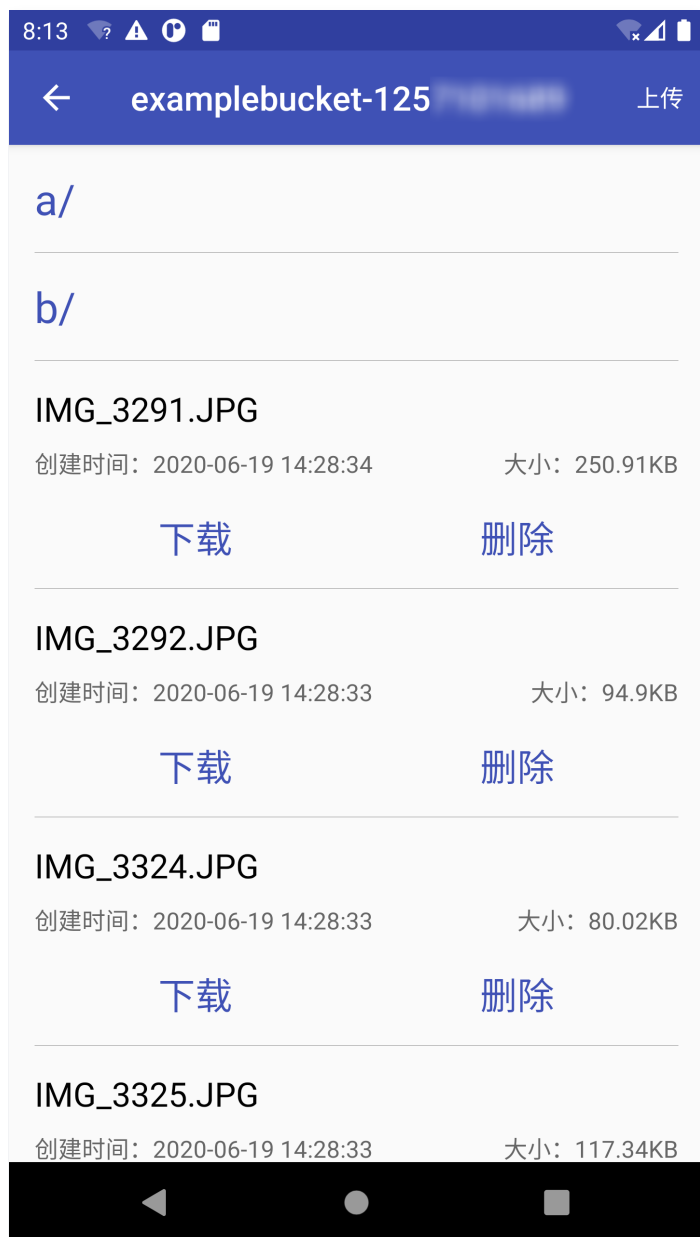 8:13
examplebucket-125
上传
a/
b/
IMG_3291.JPG
创建时间：2020-06-19 14:28:34 大小：250.91KB
下载 删除
IMG_3292.JPG
创建时间：2020-06-19 14:28:33 大小：94.9KB
下载 删除
IMG_3324.JPG
创建时间：2020-06-19 14:28:33 大小：80.02KB
下载 删除
IMG_3325.JPG
创建时间：2020-06-19 14:28:33 大小：117.34KB